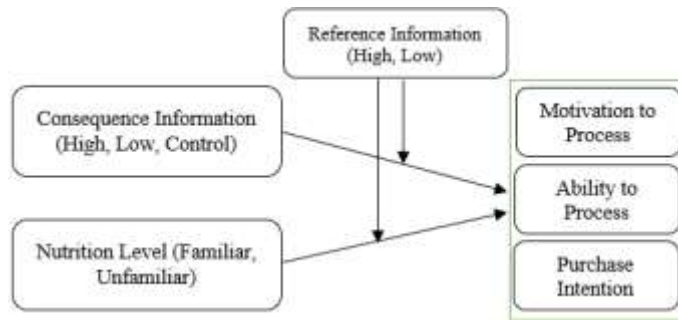 Reference Information
(High, Low)
Consequence Information
(High, Low, Control)
Nutrition Level (Familiar,
Unfamiliar)
Motivation to
Process
Ability to
Process
Purchase
Intention